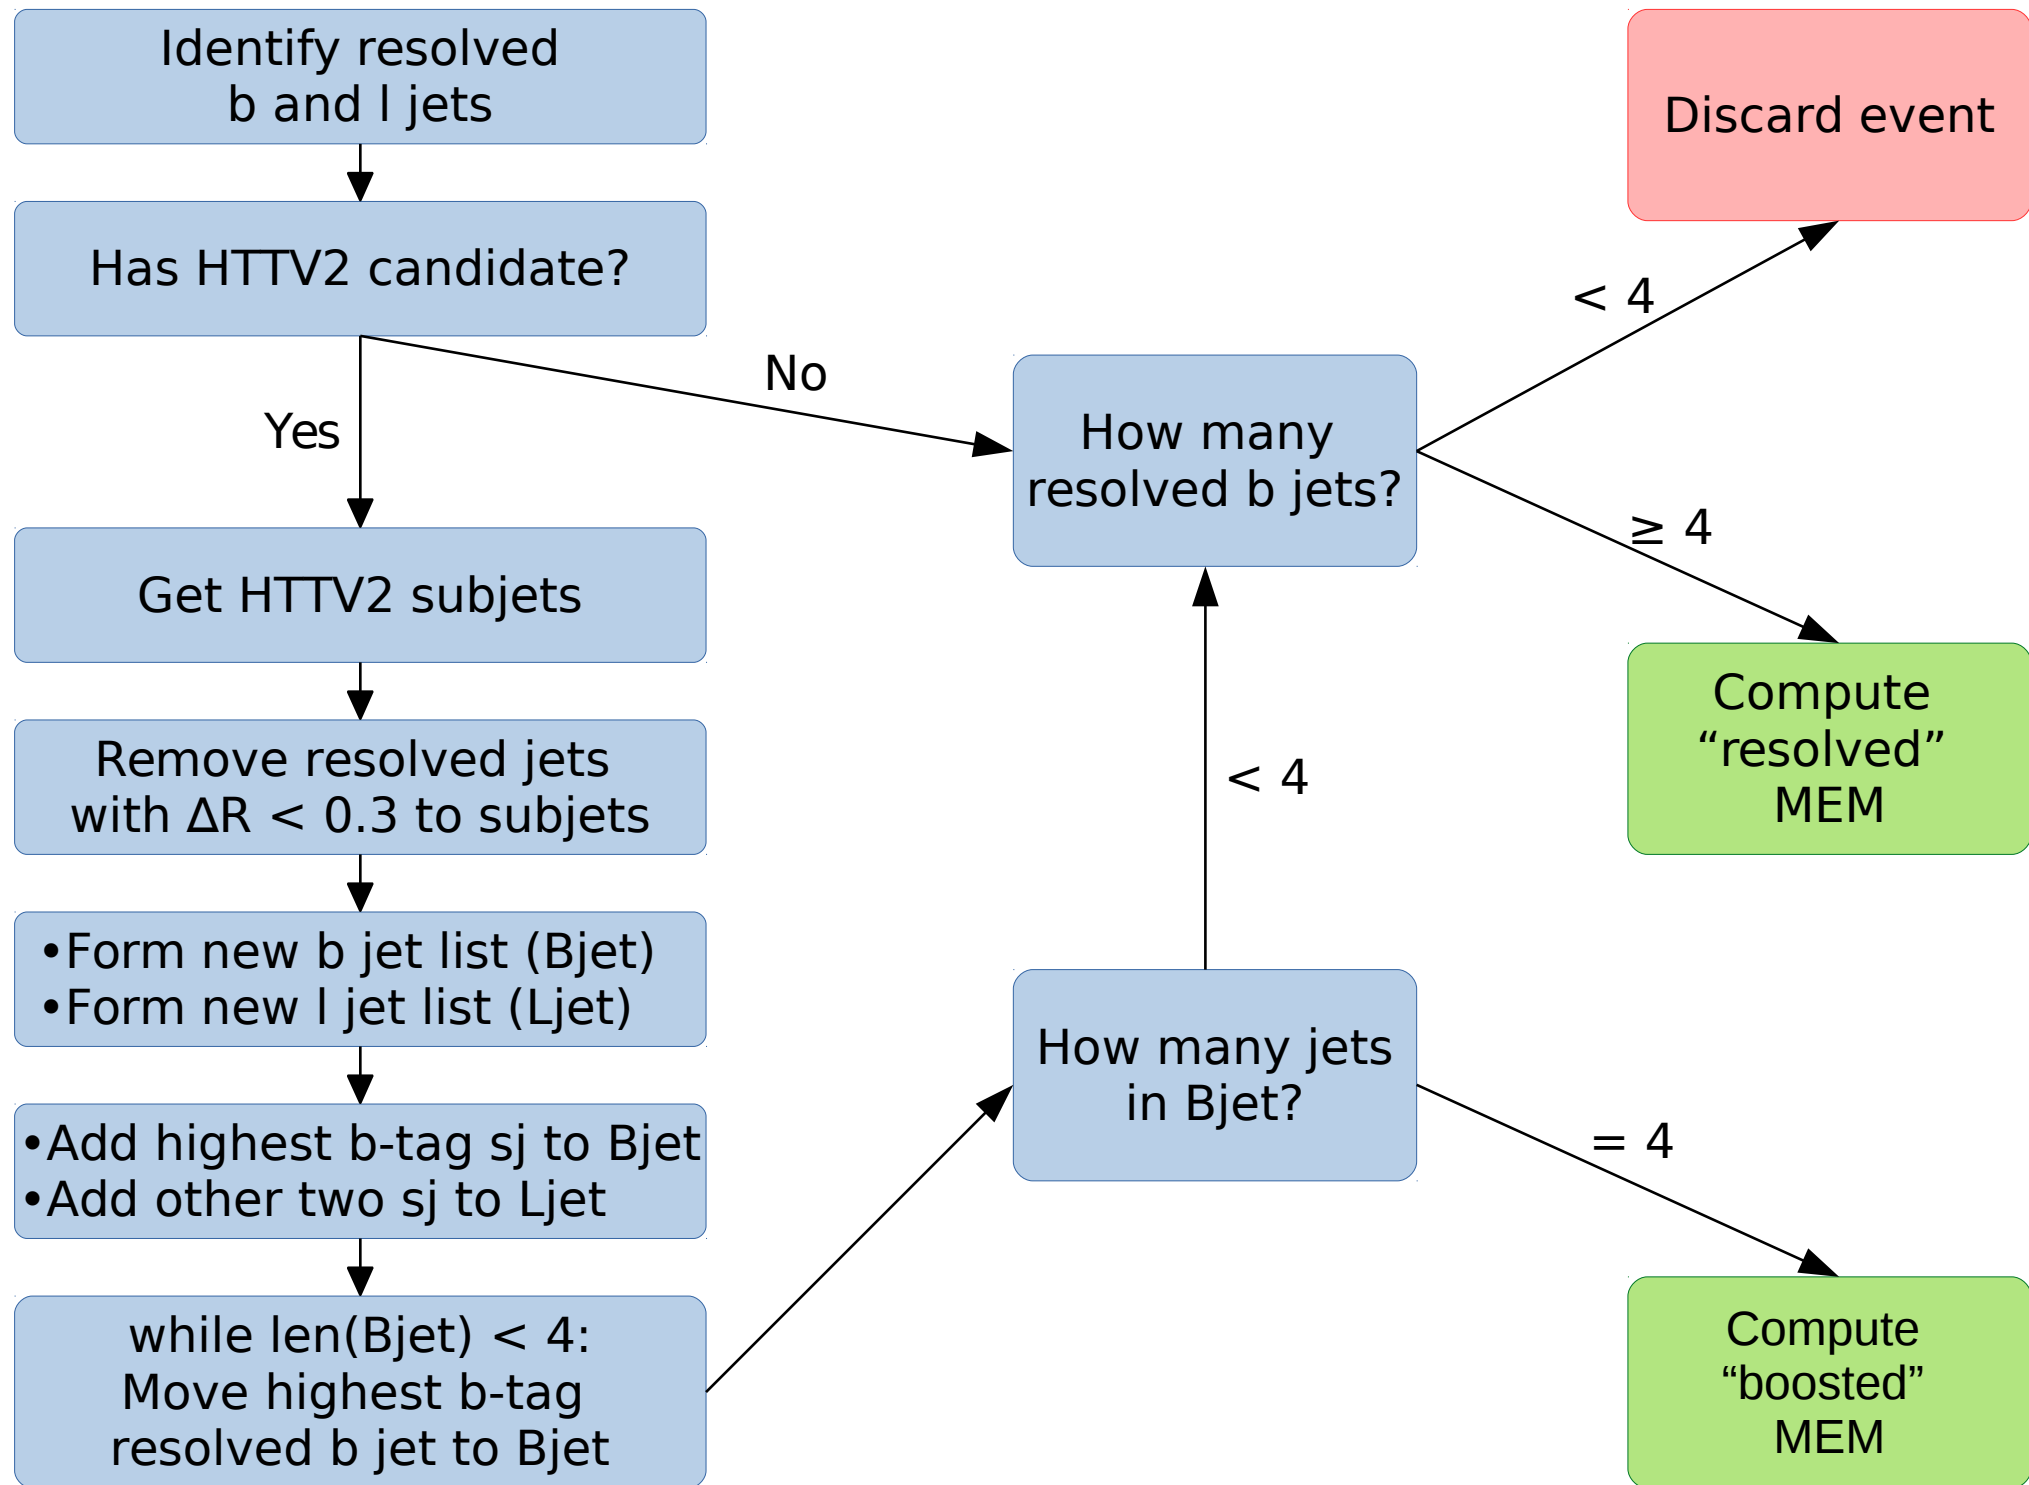 Identify resolved
b and l jets
Has HTTV2 candidate?
Yes
No
Get HTTV2 subjets
Remove resolved jets
with ΔR < 0.3 to subjets
•Form new b jet list (Bjet)
•Form new l jet list (Ljet)
•Add highest b-tag sj to Bjet
•Add other two sj to Ljet
while len(Bjet) < 4:
Move highest b-tag
resolved b jet to Bjet
How many
resolved b jets?
< 4
How many jets
in Bjet?
< 4
Discard event
≥ 4
Compute
“resolved”
MEM
= 4
Compute
“boosted”
MEM